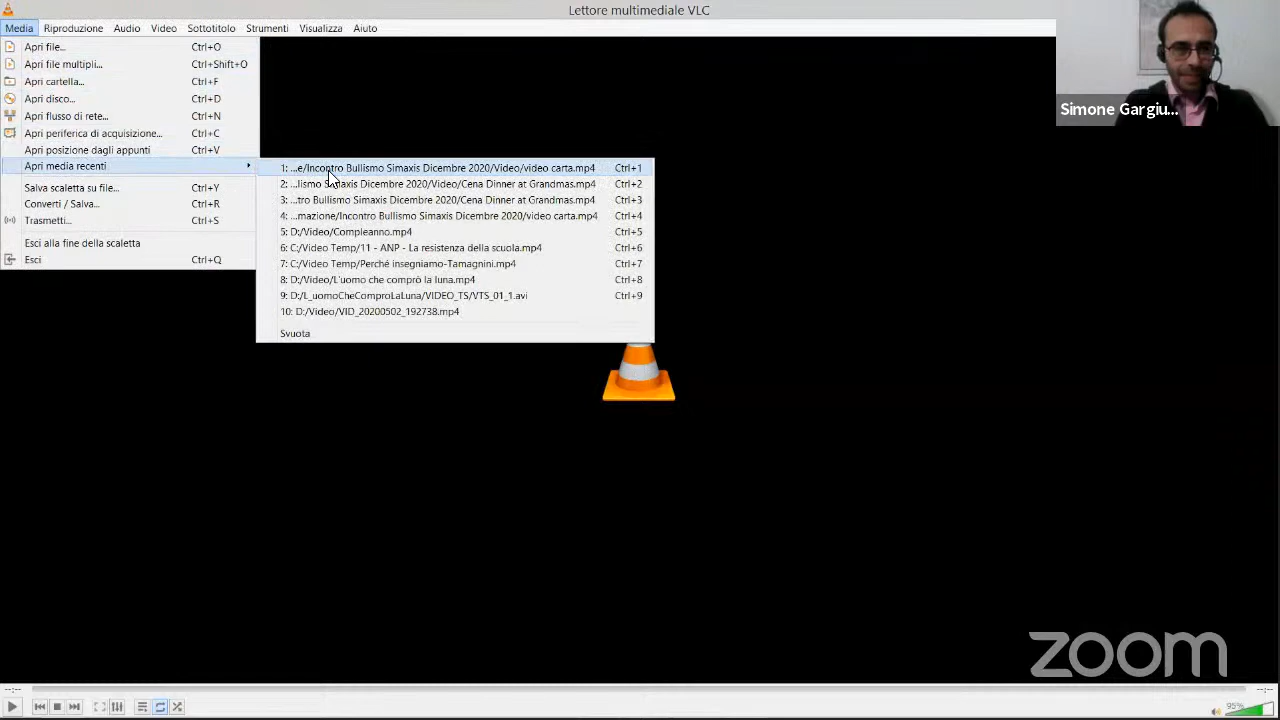 Lettore multimediale VLC
Media Riproduzione Audio Video Sottotitolo Strumenti Visualizza Aiuto
Apri file... Ctrl+O
Apri file multipli... Ctrl+Shift+O
Apri cartella... Ctrl+F
Apri disco... Ctrl+D
Apri flusso di rete... Ctrl+N
Apri periferica di acquisizione... Ctrl+C
Apri posizione dagli appunti Ctrl+V
Apri media recenti
Salva scaletta su file... Ctrl+Y
Converti / Salva... Ctrl+R
Trasmetti... Ctrl+S
Esci alla fine della scaletta
Esci Ctrl+Q
1: ...e/Incontro Bullismo Simaxis Dicembre 2020/Video/video carta.mp4 Ctrl+1
2: ...lismo Simaxis Dicembre 2020/Video/Cena Dinner at Grandmas.mp4 Ctrl+2
3: ...tro Bullismo Simaxis Dicembre 2020/Cena Dinner at Grandmas.mp4 Ctrl+3
4: ...mazione/Incontro Bullismo Simaxis Dicembre 2020/video carta.mp4 Ctrl+4
5: D:/Video/Compleanno.mp4 Ctrl+5
6: C:/Video Temp/11 - ANP - La resistenza della scuola.mp4 Ctrl+6
7: C:/Video Temp/Perché insegniamo-Tamagnini.mp4 Ctrl+7
8: D:/Video/L'uomo che comprò la luna.mp4 Ctrl+8
9: D:/L_uomoCheComproLaLuna/VIDEO_TS/VTS_01_1.avi Ctrl+9
10: D:/Video/VID_20200502_192738.mp4
Svuota
Simone Gargiu...
zoom
--:-- --:--
95%